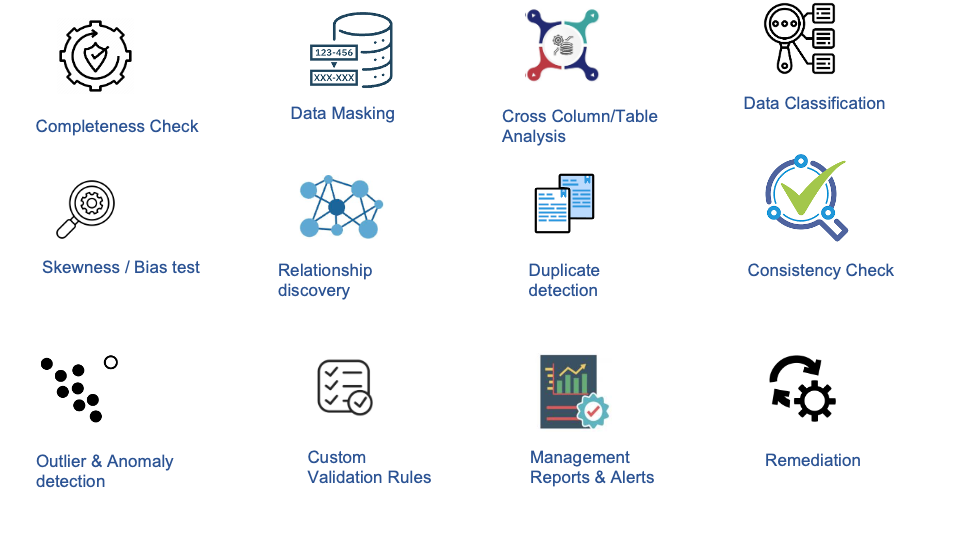 123-456
XXX-XXX
Completeness Check
Data Masking
Cross Column/Table
Analysis
Data Classification
Skewness / Bias test
Relationship
discovery
Duplicate
detection
Consistency Check
Outlier & Anomaly
detection
Custom
Validation Rules
Management
Reports & Alerts
Remediation